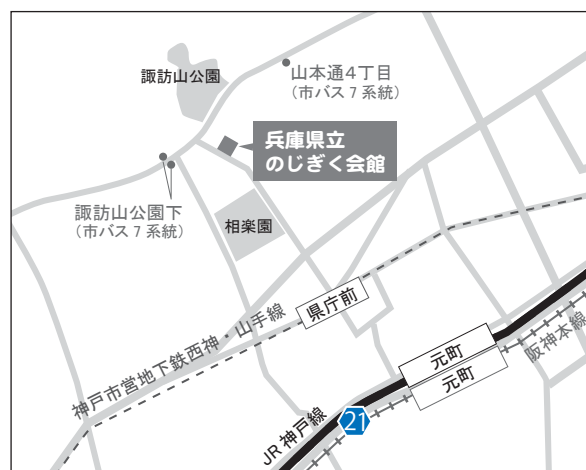 諏訪山公園
山本通4丁目
（市バス7系統）
兵庫県立
のじぎく会館
諏訪山公園下
（市バス7系統）
相楽園
県庁前
神戸市営地下鉄西神・山手線
元町
元町
阪神本線
21
JR神戸線